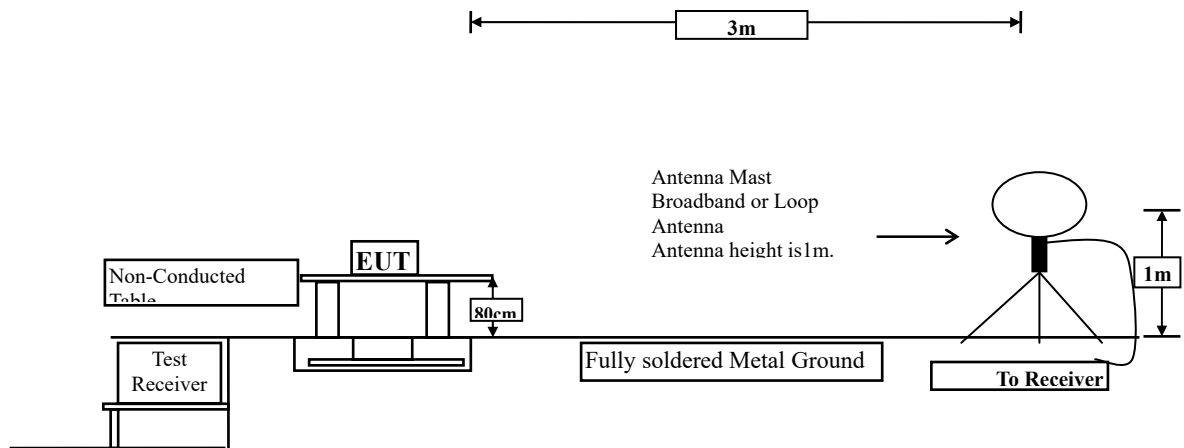 3m
Antenna Mast
Broadband or Loop
Antenna
Antenna height is1m.
EUT
Non-Conducted
Table
80cm
1m
Test
Receiver
Fully soldered Metal Ground
To Receiver